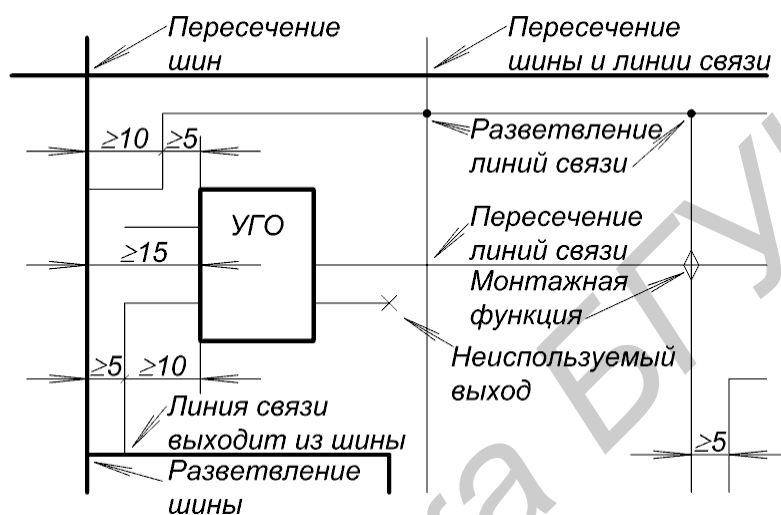 Пересечение
шин
Пересечение
шины и линии связи
≥10
≥5
Разветвление
линий связи
УГО
Пересечение
линий связи
≥15
Монтажная
функция
≥5
≥10
Неиспользуемый
выход
Линия связи
выходит из шины
≥5
Разветвление
шины